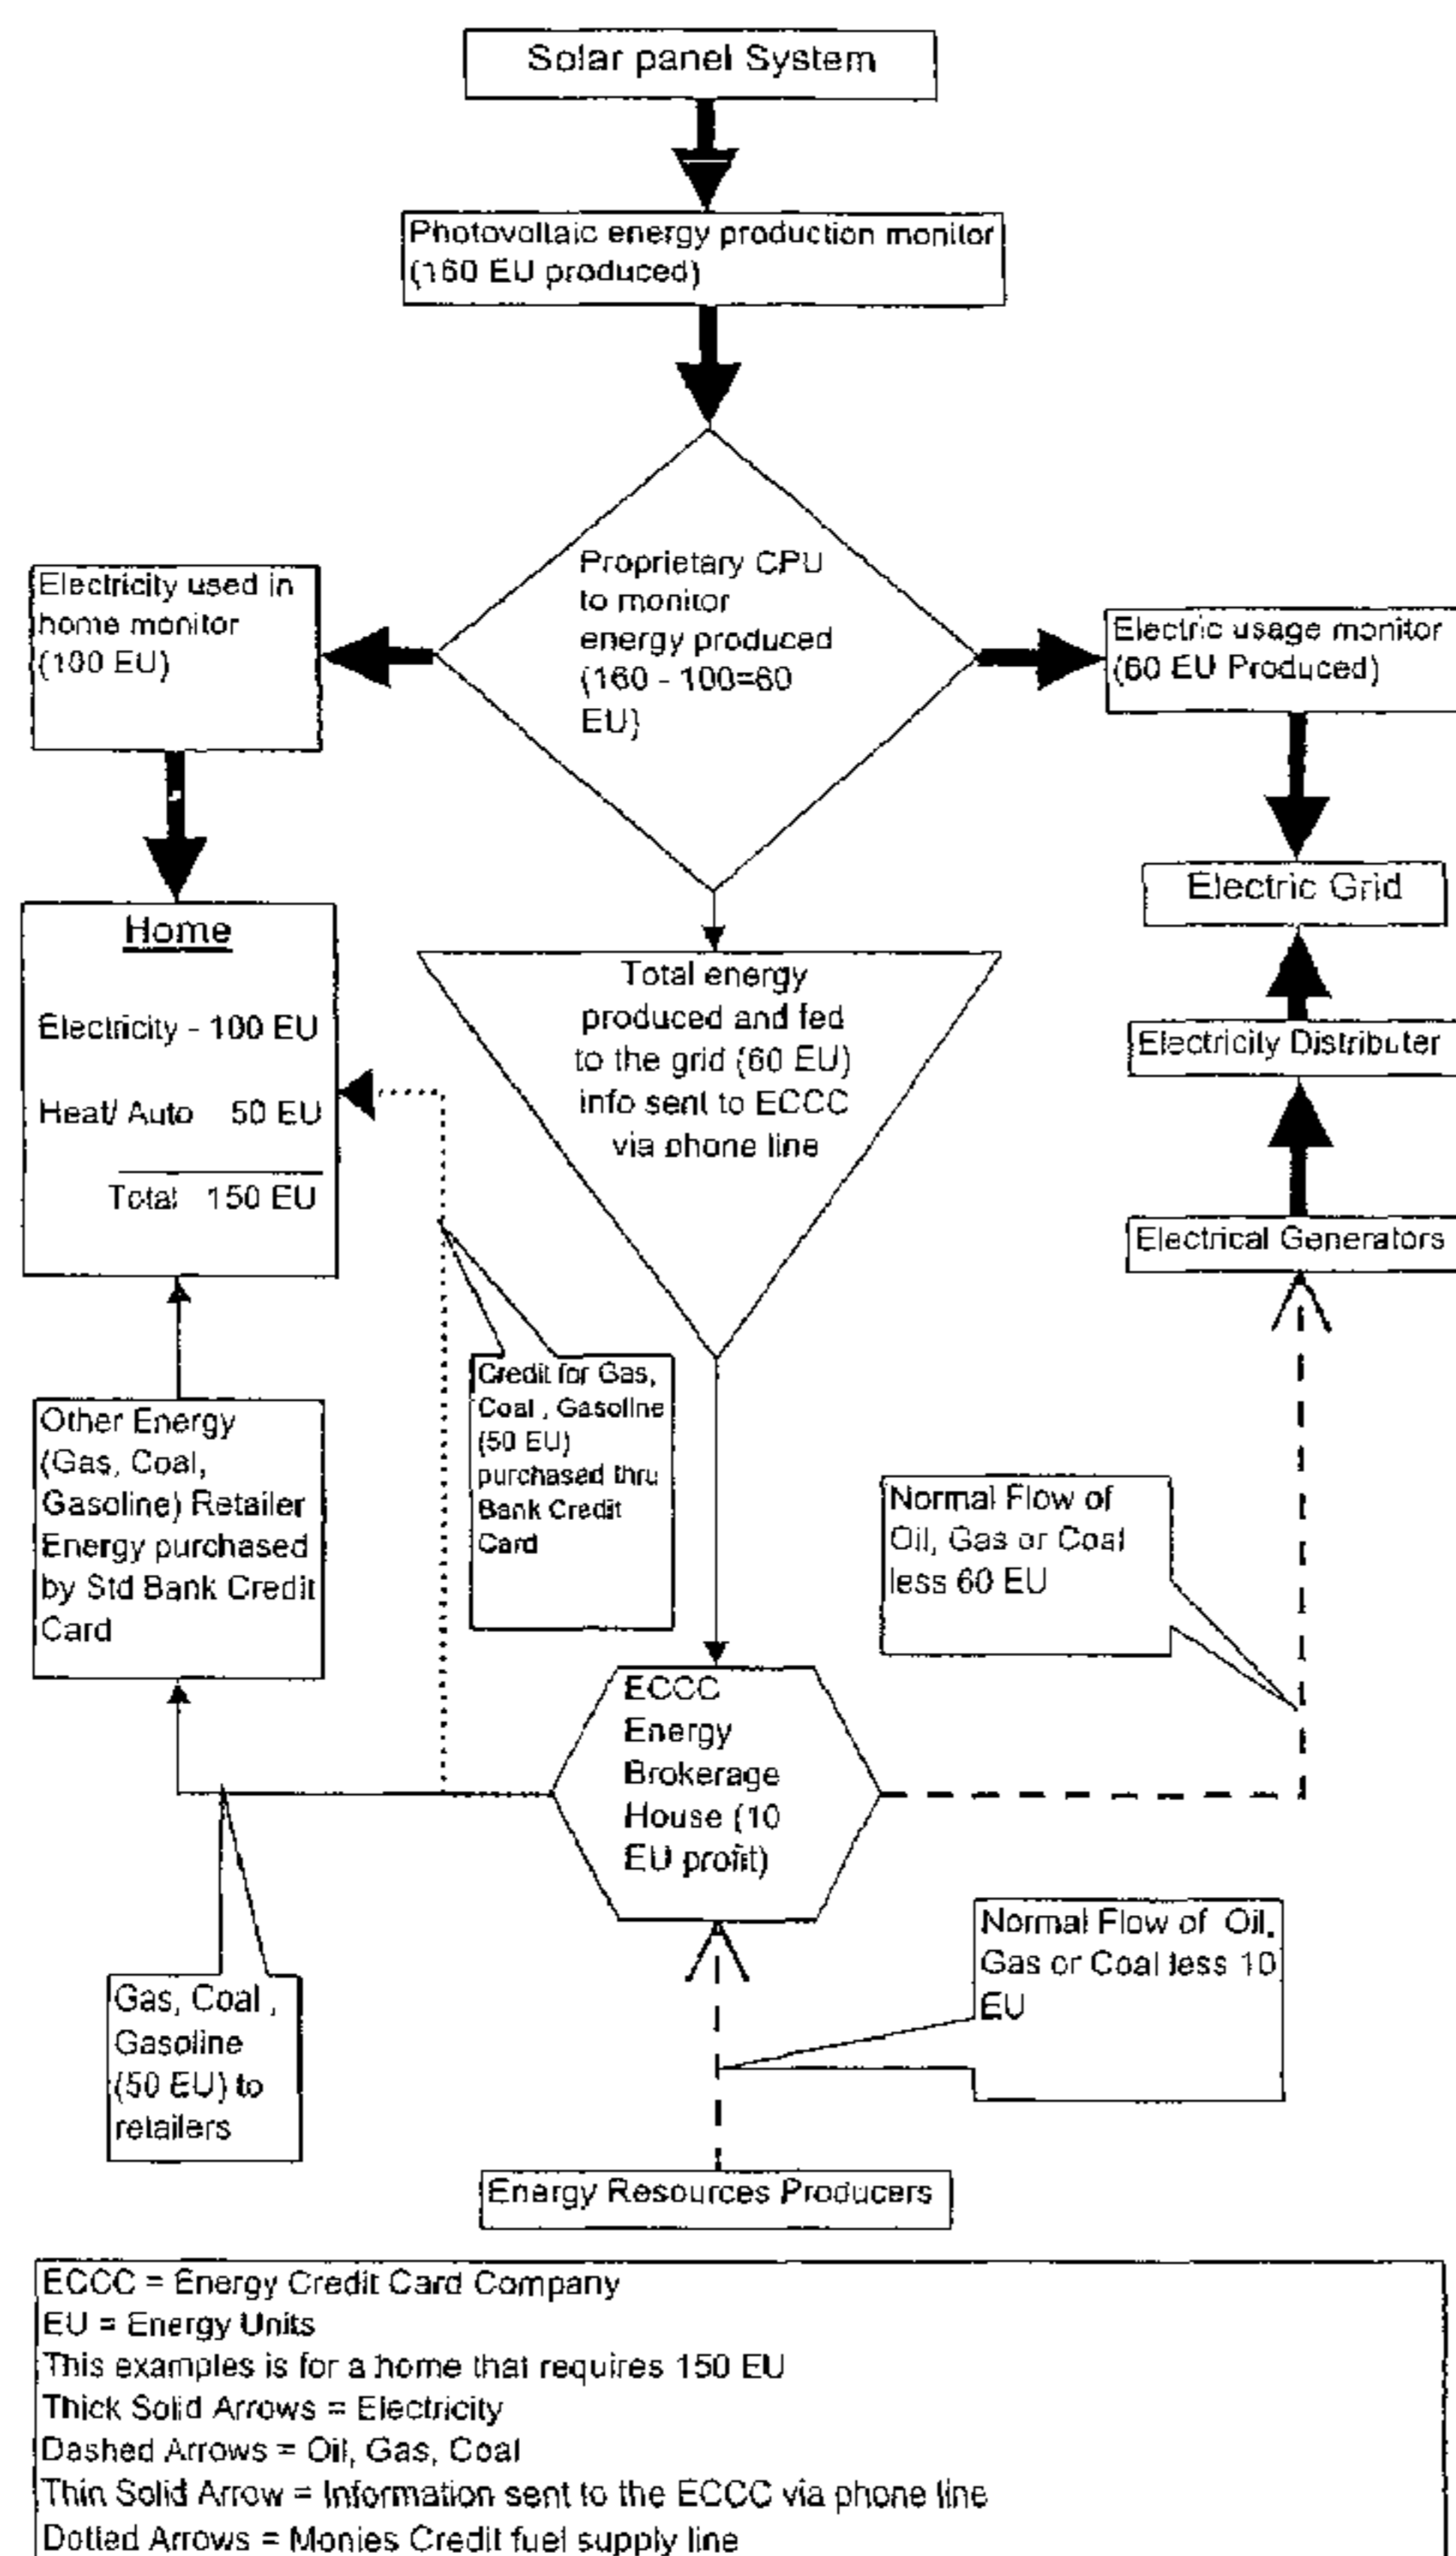 Solar panel System
Photovoltaic energy production monitor
(160 EU produced)
Proprietary CPU
to monitor
energy produced
(160 - 100=60
EU)
Electricity used in
home monitor
(100 EU)
Electric usage monitor
(60 EU Produced)
Electric Grid
Home
Electricity - 100 EU
Heat/ Auto 50 EU
Total 150 EU
Total energy
produced and fed
to the grid (60 EU)
info sent to ECCC
via phone line
Electricity Distributer
Electrical Generators
Credit for Gas,
Coal , Gasoline
(50 EU)
purchased thru
Bank Credit
Card
Other Energy
(Gas, Coal,
Gasoline) Retailer
Energy purchased
by Std Bank Credit
Card
Normal Flow of
Oil, Gas or Coal
less 60 EU
ECCC
Energy
Brokerage
House (10
EU profit)
Normal Flow of Oil,
Gas or Coal less 10
EU
Gas, Coal ,
Gasoline
(50 EU) to
retailers
Energy Resources Producers
ECCC = Energy Credit Card Company
EU = Energy Units
This examples is for a home that requires 150 EU
Thick Solid Arrows = Electricity
Dashed Arrows = Oil, Gas, Coal
Thin Solid Arrow = Information sent to the ECCC via phone line
Dotted Arrows = Monies Credit fuel supply line